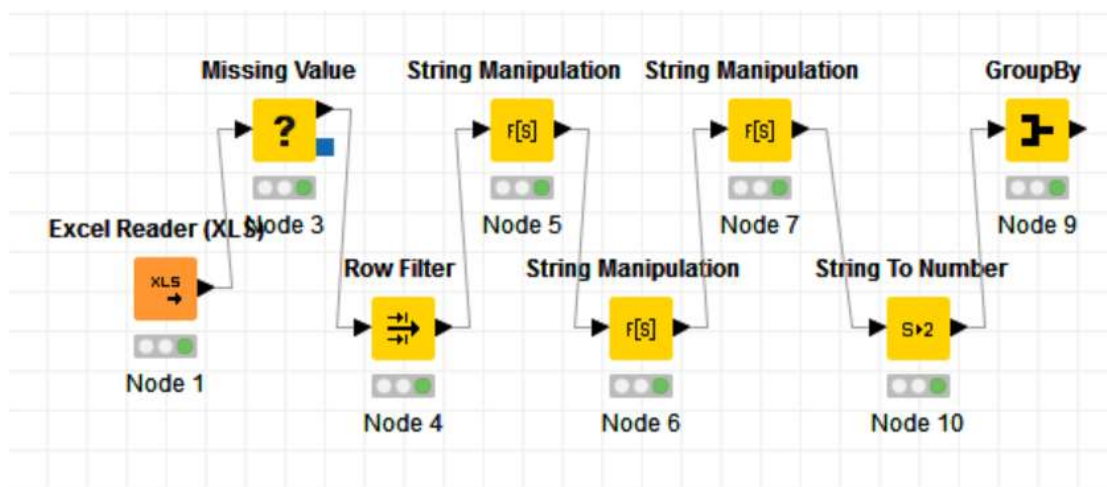 Missing Value
String Manipulation
String Manipulation
GroupBy
?
F[S]
F[S]
Node 3
Node 5
Node 7
Node 9
Excel Reader (XLS)
Row Filter
String Manipulation
String To Number
XLS
F[S]
S▸2
Node 1
Node 4
Node 6
Node 10